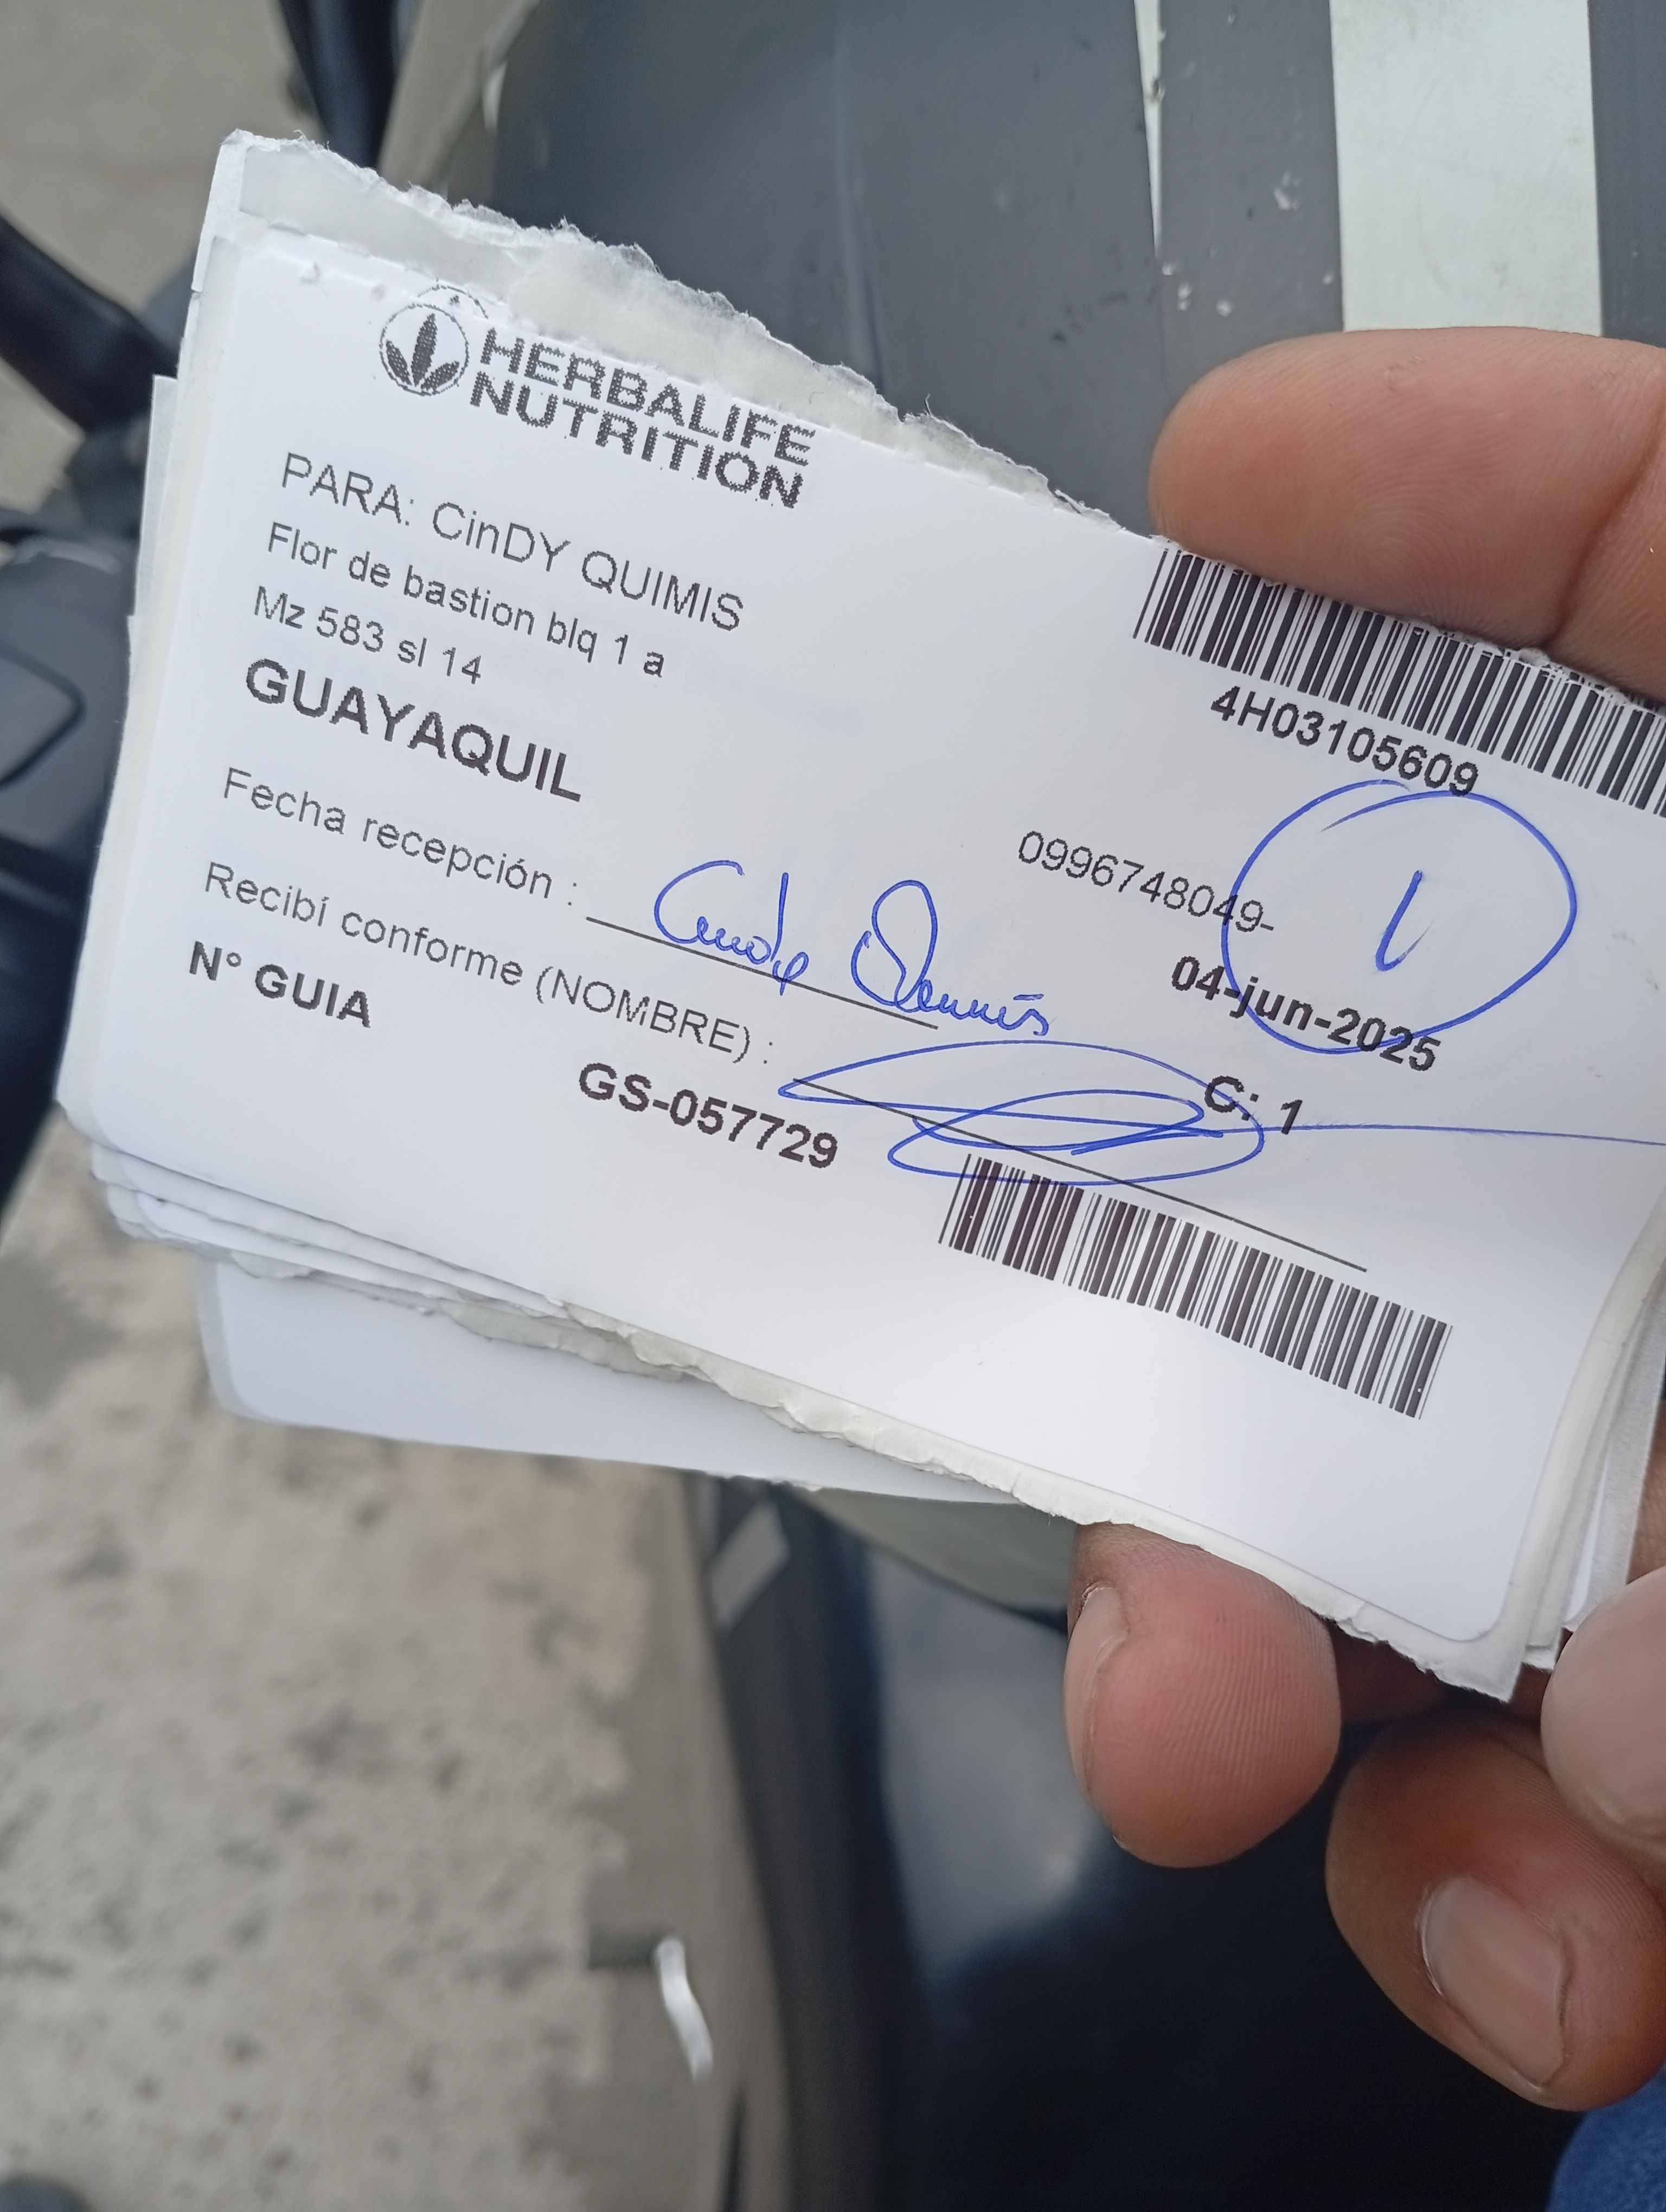 HERBALIFE
NUTRITION
PARA: CinDY QUIMIS
Flor de bastion blq 1 a
Mz 583 sl 14
GUAYAQUIL
4H03105609
0996748049-
04-jun-2025
C: 1
Fecha recepción :
Recibí conforme (NOMBRE) :
N° GUIA
GS-057729